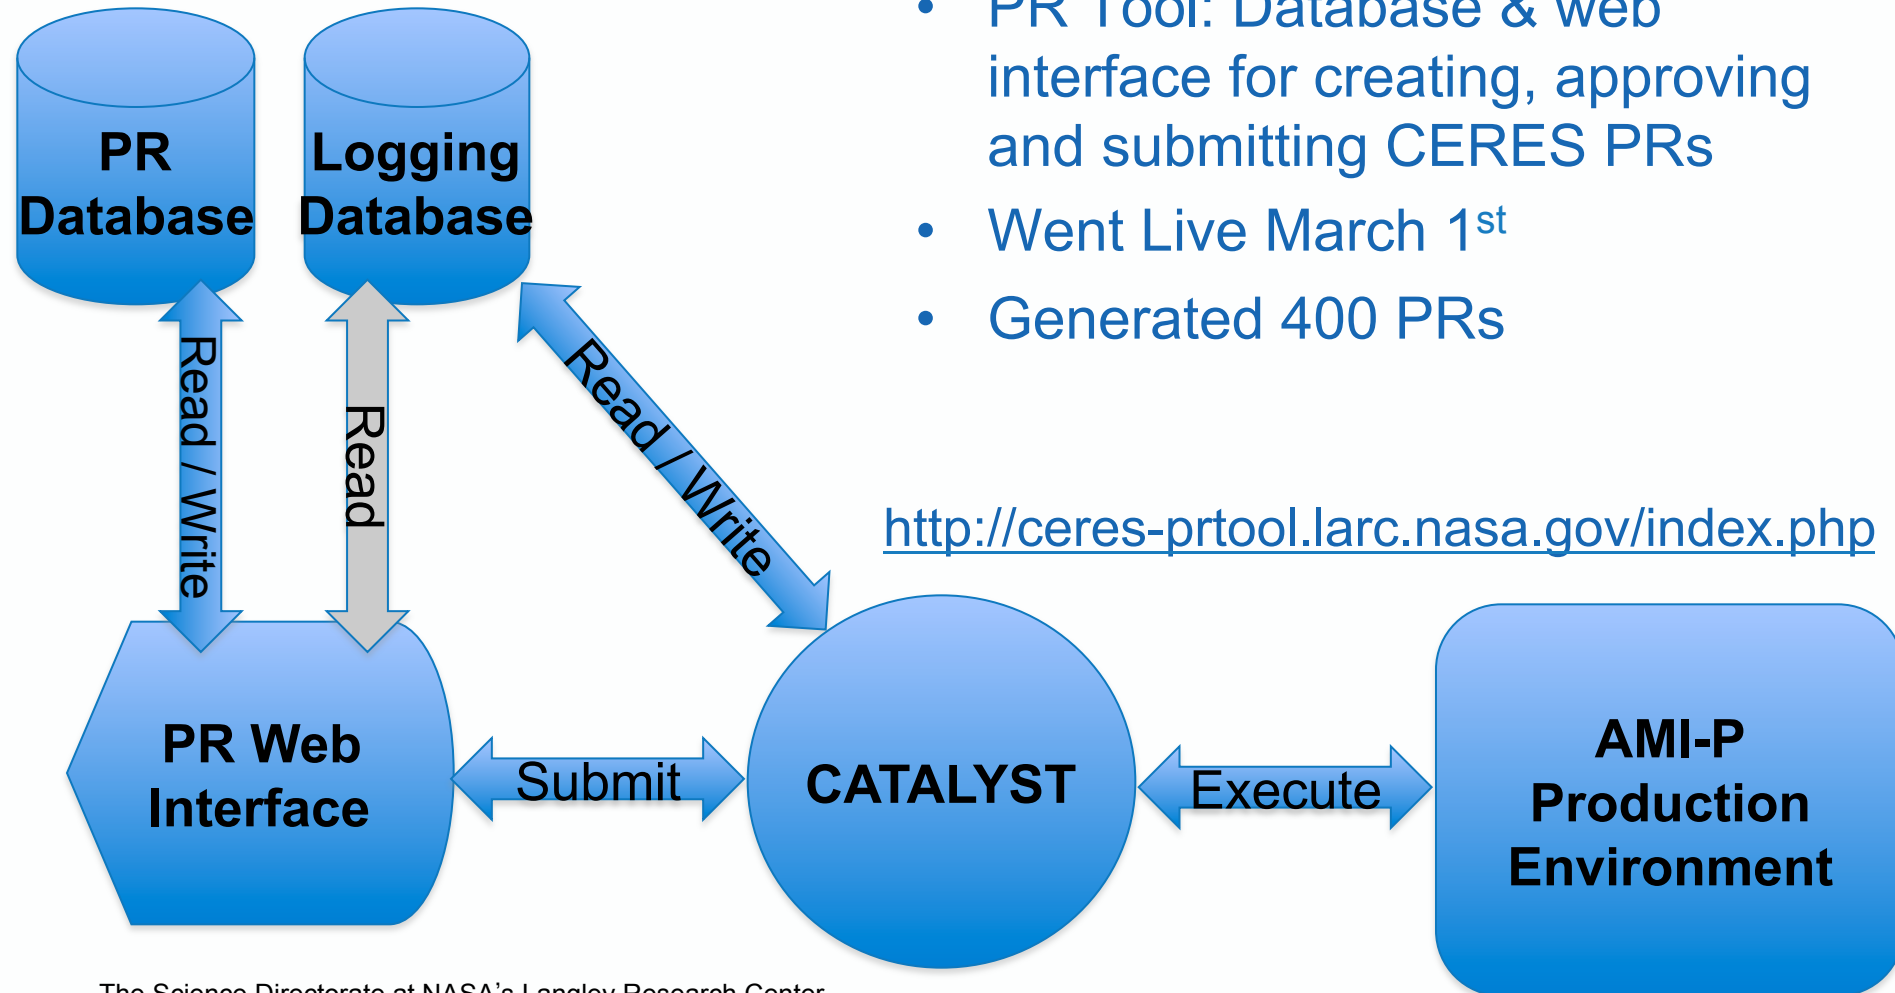 • PR Tool: Database & web
interface for creating, approving
and submitting CERES PRs
• Went Live March 1st
• Generated 400 PRs
http://ceres-prtool.larc.nasa.gov/index.php
PR
Database
Logging
Database
Read / Write
Read
Read / Write
PR Web
Interface
Submit
CATALYST
Execute
AMI-P
Production
Environment
The Science Directorate at NASA's Langley Research Center